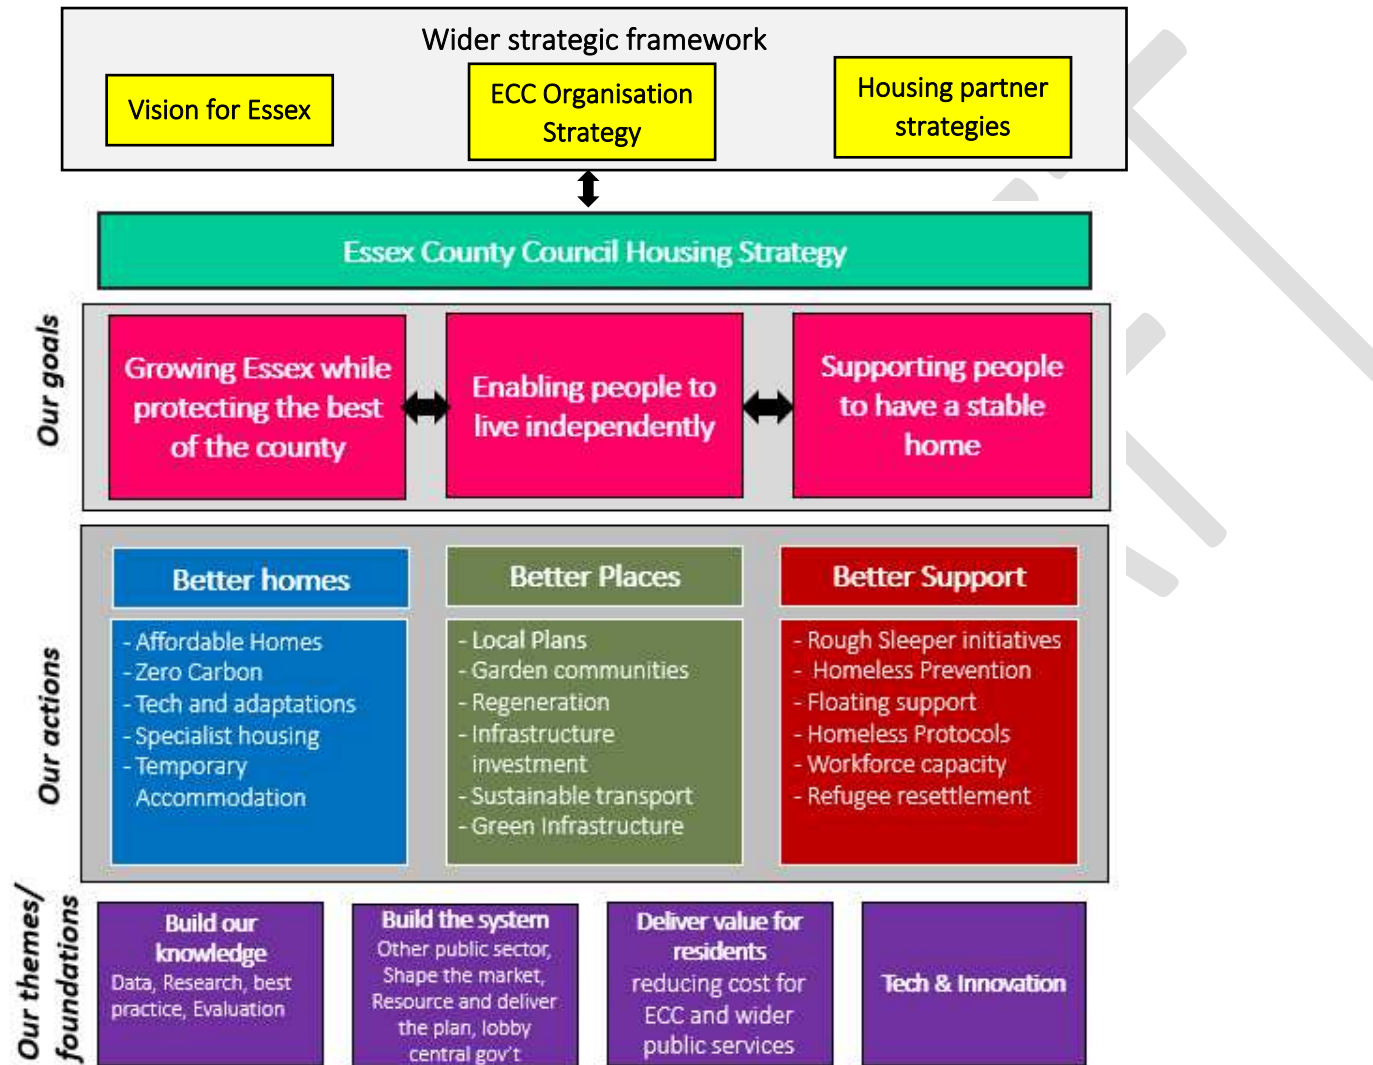 Wider strategic framework
Vision for Essex
ECC Organisation
Strategy
Housing partner
strategies
Essex County Council Housing Strategy
Our goals
Growing Essex while
protecting the best
of the county
Enabling people to
live independently
Supporting people
to have a stable
home
Our actions
Better homes
- Affordable Homes
- Zero Carbon
- Tech and adaptations
- Specialist housing
- Temporary
Accommodation
Better Places
- Local Plans
- Garden communities
- Regeneration
- Infrastructure
investment
- Sustainable transport
- Green Infrastructure
Better Support
- Rough Sleeper initiatives
- Homeless Prevention
- Floating support
- Homeless Protocols
- Workforce capacity
- Refugee resettlement
Our themes/
foundations
Build our
knowledge
Data, Research, best
practice, Evaluation
Build the system
Other public sector,
Shape the market,
Resource and deliver
the plan, lobby
central gov't
Deliver value for
residents
reducing cost for
ECC and wider
public services
Tech & Innovation